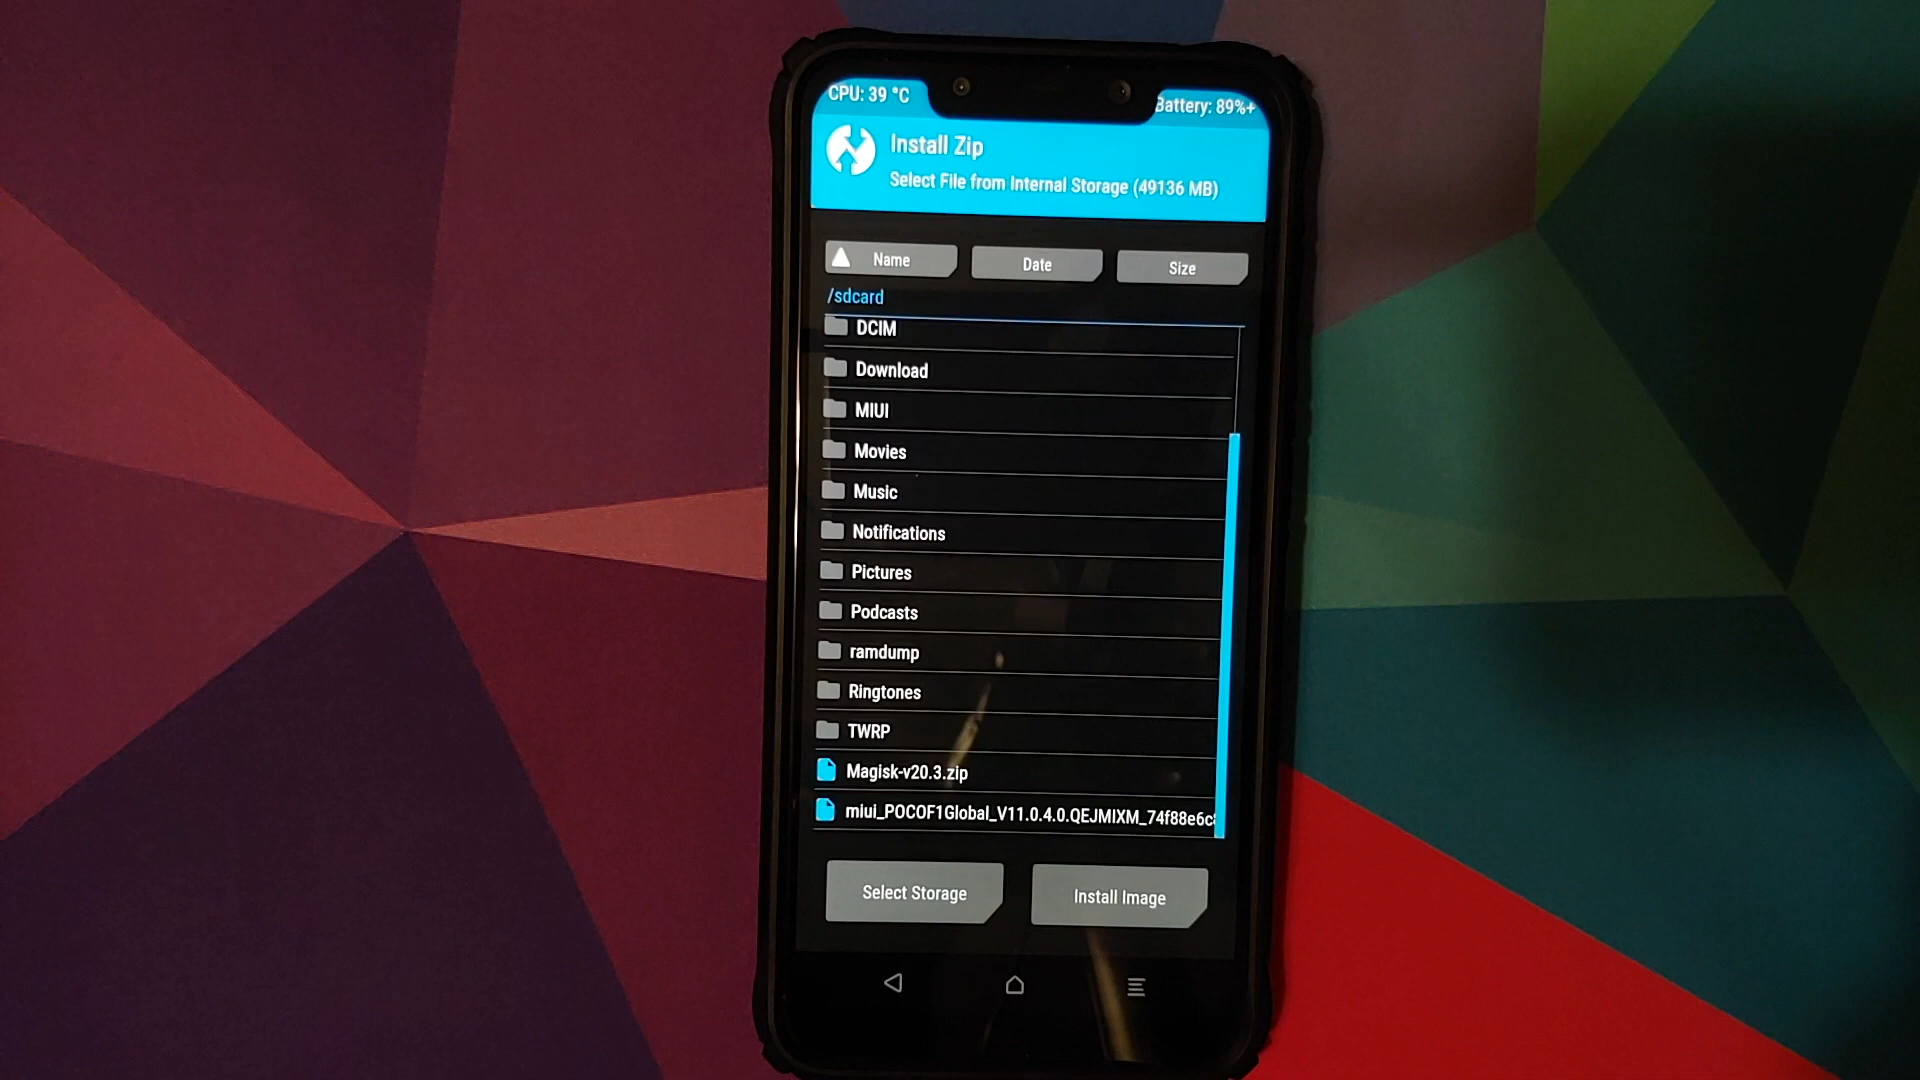 CPU: 39 °C
Battery: 89%+
Install Zip
Select File from Internal Storage (49136 MB)
Name
Date
Size
/sdcard
DCIM
Download
MIUI
Movies
Music
Notifications
Pictures
Podcasts
ramdump
Ringtones
TWRP
Magisk-v20.3.zip
miui_POCOF1Global_V11.0.4.0.QEJMIXM_74f88e6c
Select Storage
Install Image